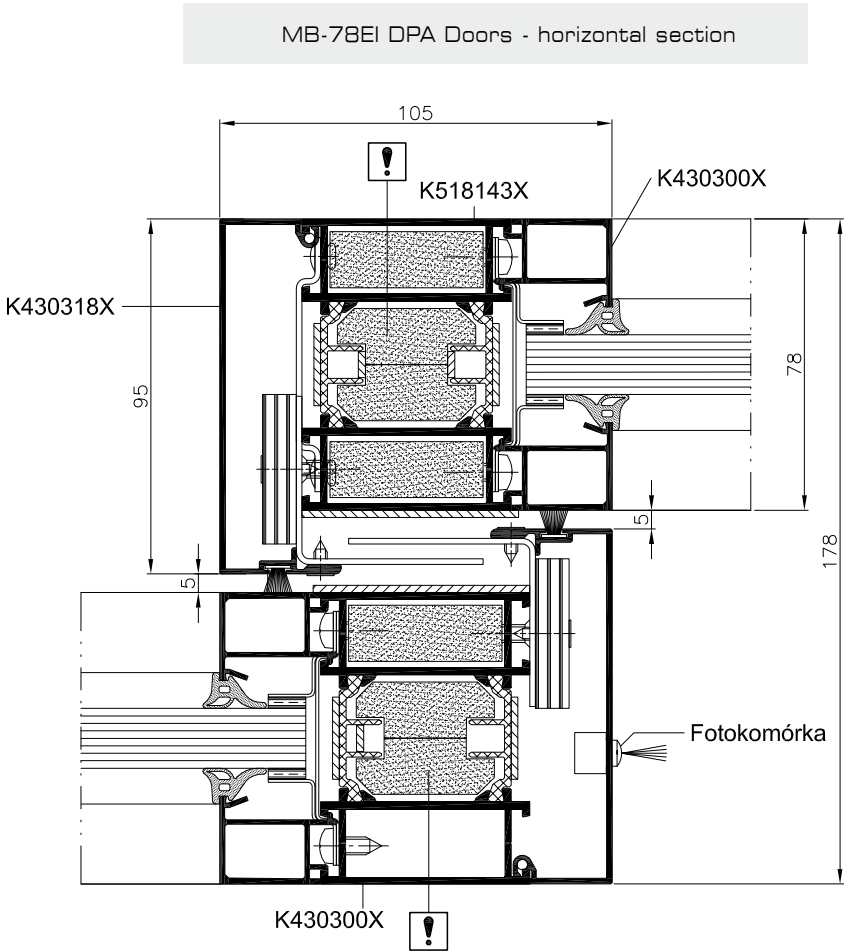 MB-78EI DPA Doors - horizontal section
105
!
K518143X
K430300X
K430318X
95
78
5
178
5
Fotokomórka
K430300X
!